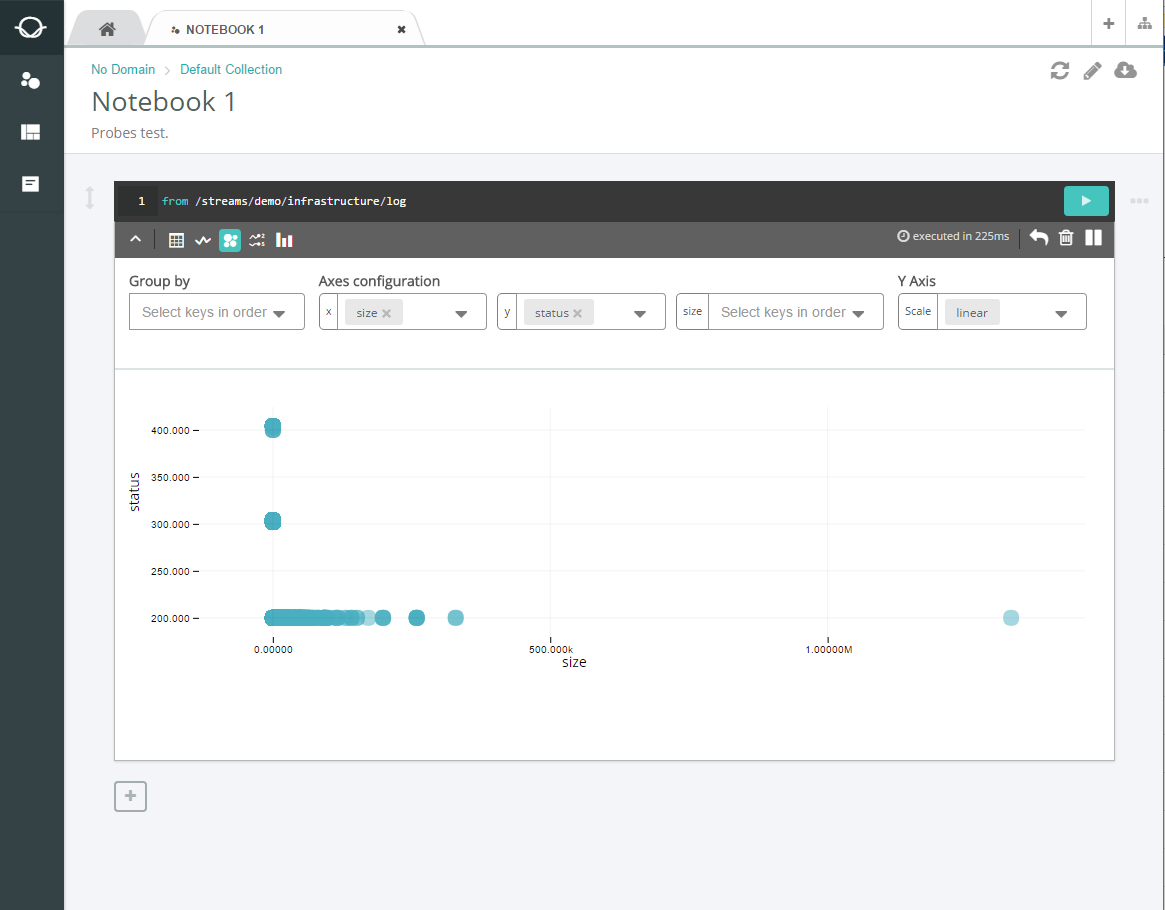 NOTEBOOK 1
No Domain > Default Collection
Notebook 1
Probes test.
1 from /streams/demo/infrastructure/log
executed in 225ms
Group by Axes configuration Y Axis
Select keys in order x size × y status × size Select keys in order Scale linear
400.000
350.000
300.000
250.000
200.000
status
0.00000 500.000k 1.00000M
size